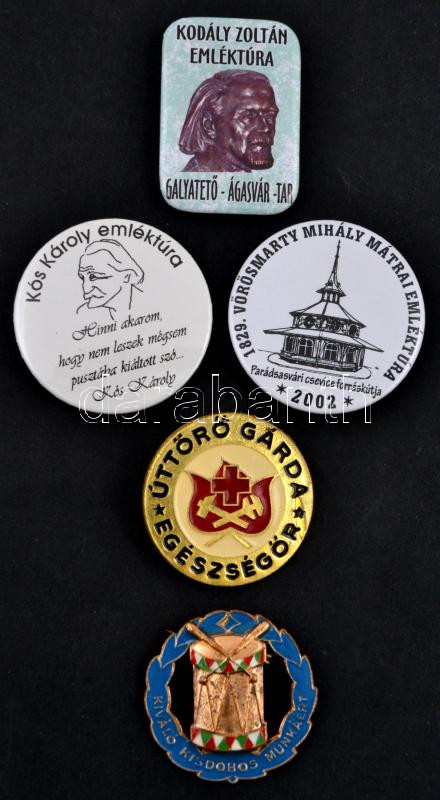 KODÁLY ZOLTÁN
EMLÉKTÚRA
GALYATETŐ - ÁGASVÁR -TAR
Kós Károly emléktúra
Hinni akarom,
hogy nem leszek mégsem
pusztába kiáltott szó...
Kós Károly
1829. VÖRÖSMARTY MIHÁLY MÁTRAI EMLÉKTÚRA
Parádsasvári csevice forráskútja
★ 2002 ★
darabanth
ÚTTÖRŐ GÁRDA
★ EGÉSZSÉGŐR ★
KIVÁLÓ KISDOBOS MUNKÁÉRT